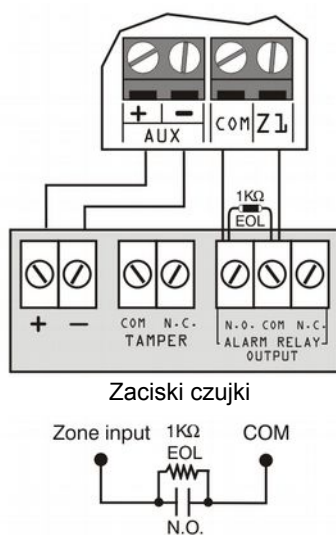 + - COM Z1
AUX
1KΩ
EOL
+ - COM N.C. N.O. COM N.C.
TAMPER ALARM RELAY
OUTPUT
Zaciski czujki
Zone input 1KΩ COM
EOL
N.O.